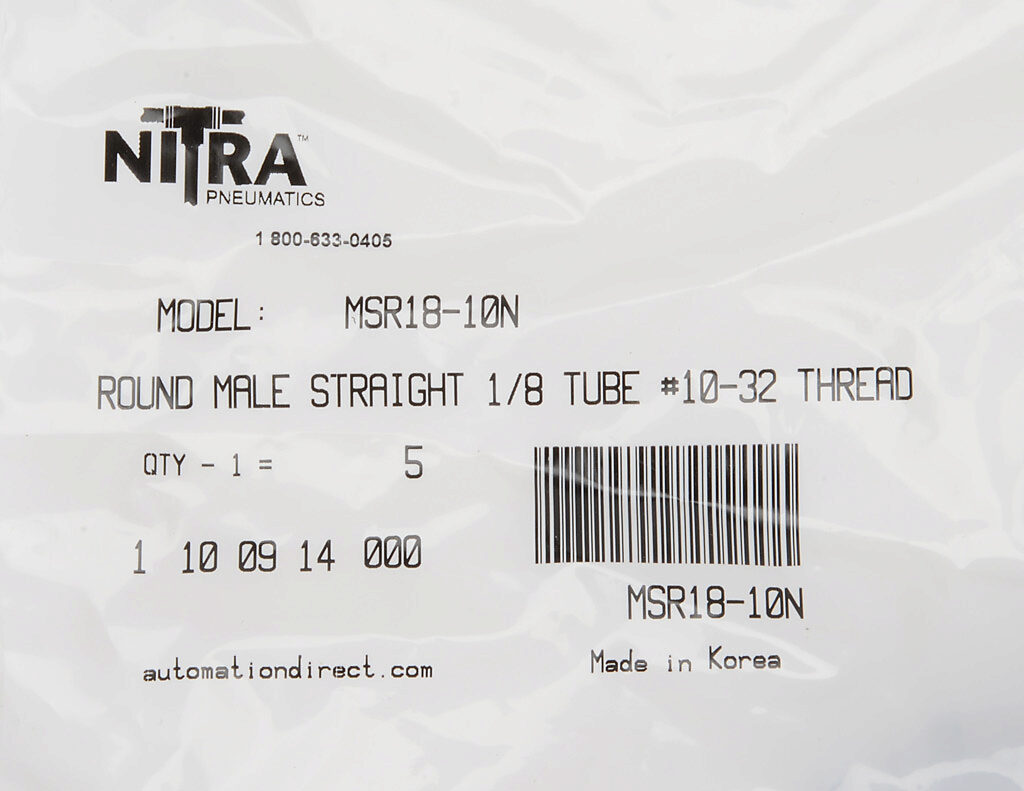 NITRA™
PNEUMATICS
1 800-633-0405
MODEL: MSR18-10N
ROUND MALE STRAIGHT 1/8 TUBE #10-32 THREAD
QTY - 1 = 5
1 10 09 14 000
MSR18-10N
automationdirect.com
Made in Korea